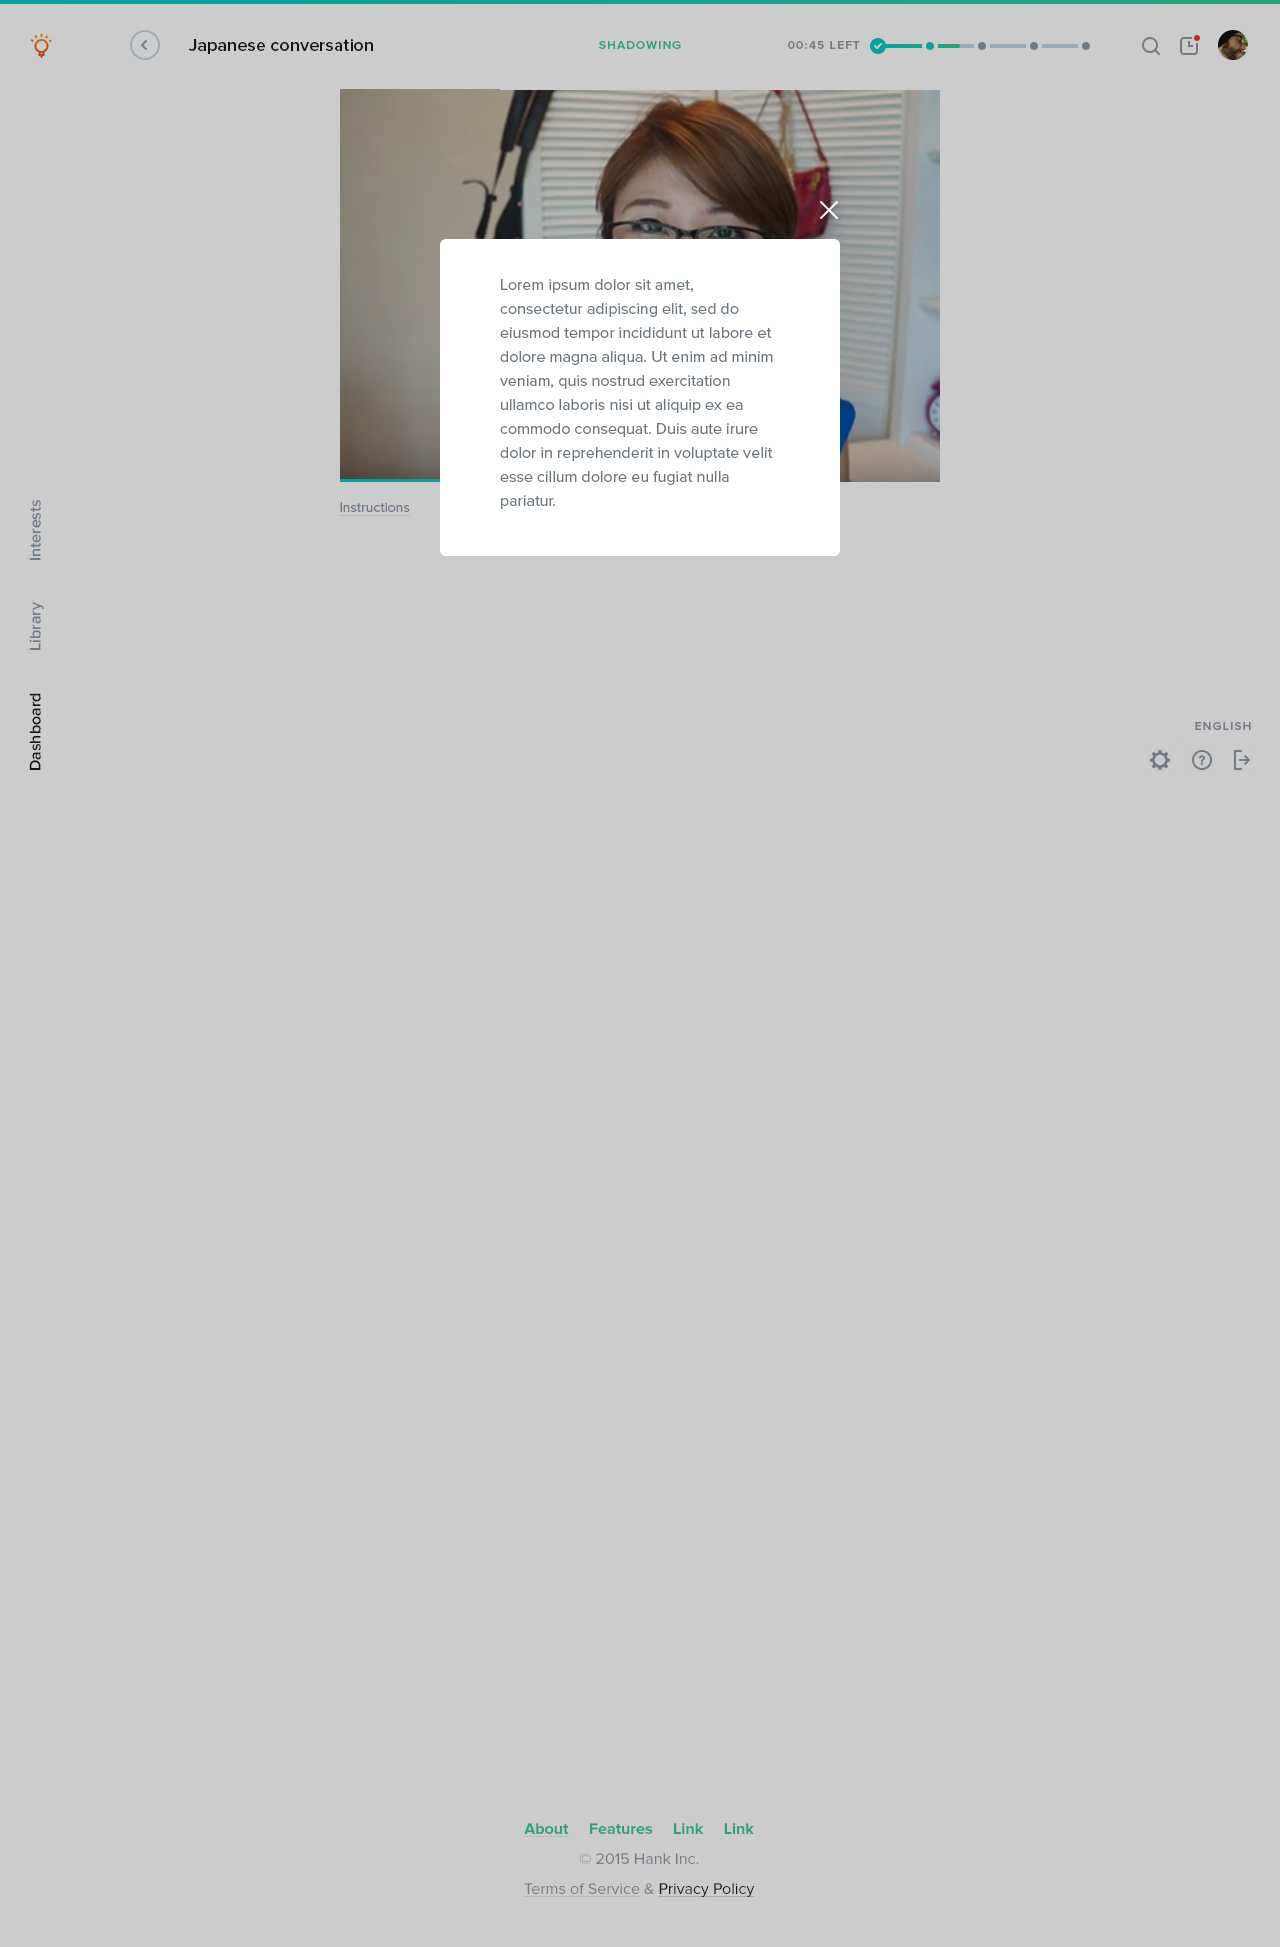 Japanese conversation
SHADOWING
00:45 LEFT
Lorem ipsum dolor sit amet,
consectetur adipiscing elit, sed do
eiusmod tempor incididunt ut labore et
dolore magna aliqua. Ut enim ad minim
veniam, quis nostrud exercitation
ullamco laboris nisi ut aliquip ex ea
commodo consequat. Duis aute irure
dolor in reprehenderit in voluptate velit
esse cillum dolore eu fugiat nulla
pariatur.
Instructions
Interests
Library
Dashboard
ENGLISH
?
About Features Link Link
© 2015 Hank Inc.
Terms of Service & Privacy Policy